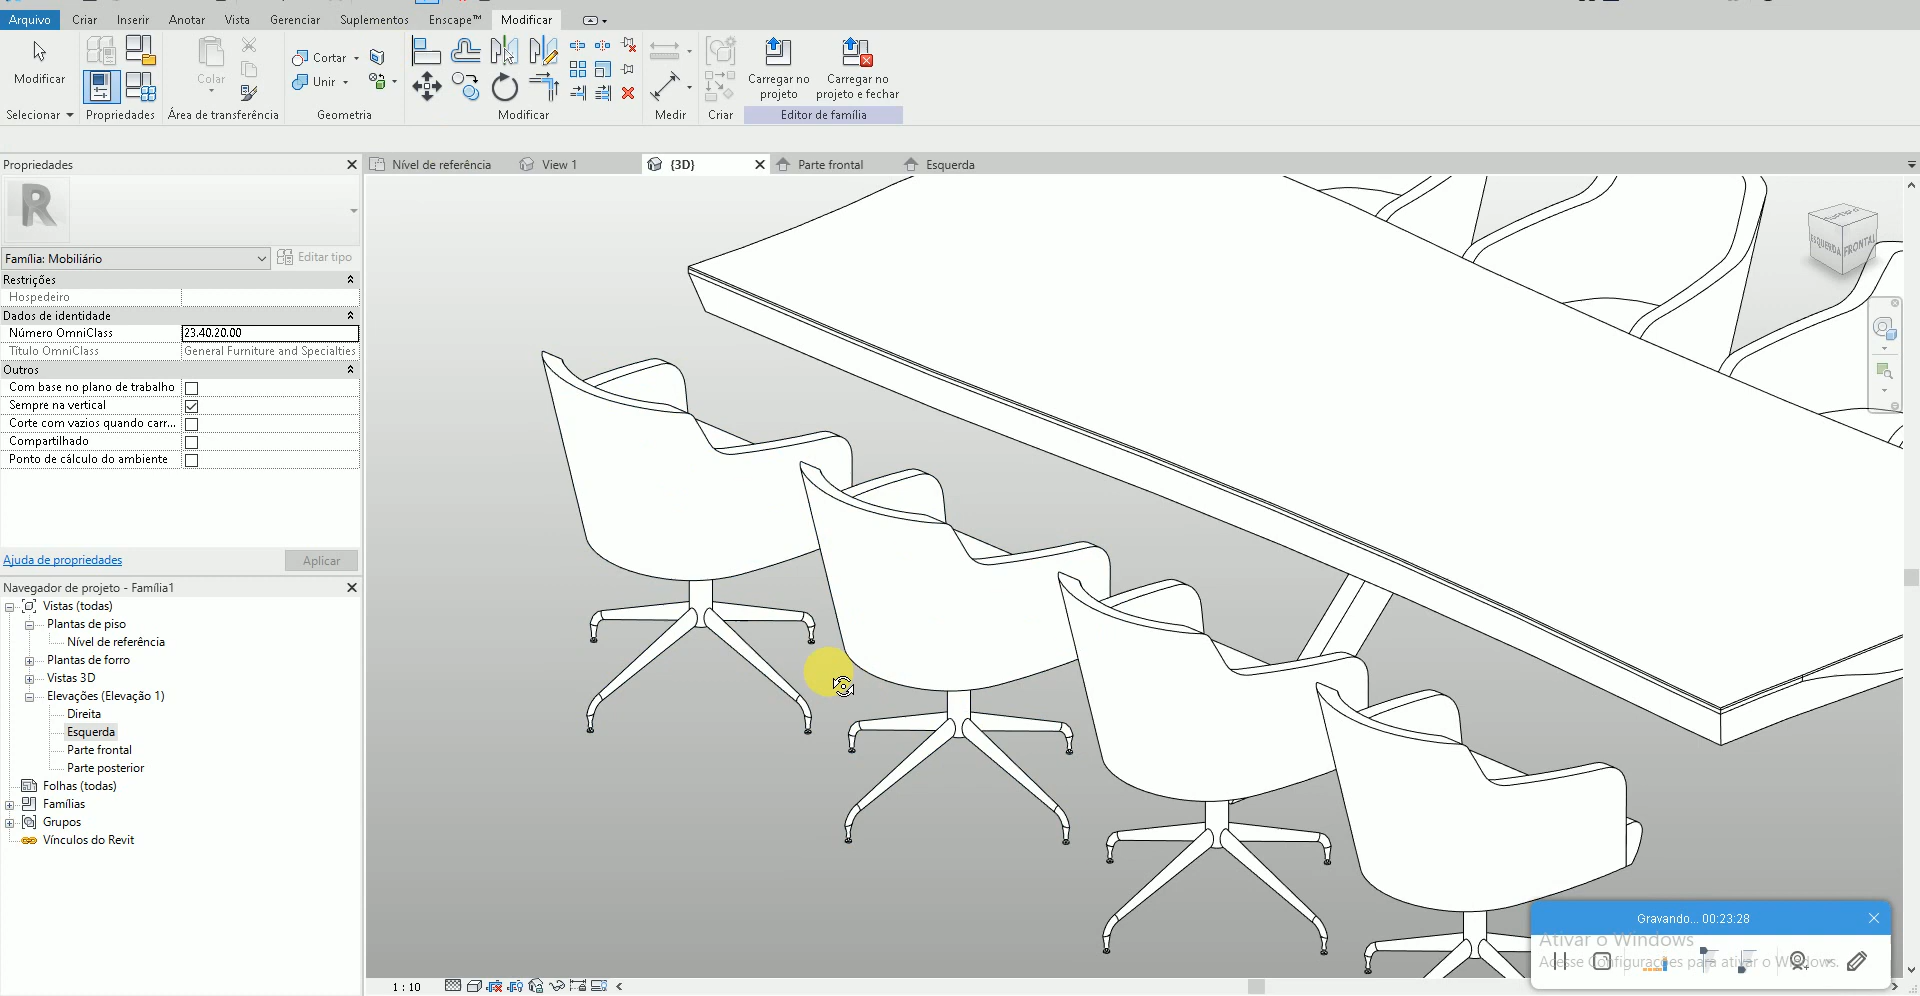 Arquivo Criar Inserir Anotar Vista Gerenciar Suplementos Enscape™ Modificar
Modificar
Colar
Cortar
Unir
Carregar no projeto
Carregar no projeto e fechar
Selecionar Propriedades Área de transferência Geometria Modificar Medir Criar Editor de família
Propriedades
Nível de referência View 1 {3D} Parte frontal Esquerda
R
Família: Mobiliário Editar tipo
Restrições
Hospedeiro
Dados de identidade
Número OmniClass 23.40.20.00
Título OmniClass General Furniture and Specialties
Outros
Com base no plano de trabalho
Sempre na vertical
Corte com vazios quando carr...
Compartilhado
Ponto de cálculo do ambiente
Ajuda de propriedades Aplicar
Navegador de projeto - Família1
Vistas (todas)
Plantas de piso
Nível de referência
Plantas de forro
Vistas 3D
Elevações (Elevação 1)
Direita
Esquerda
Parte frontal
Parte posterior
Folhas (todas)
Famílias
Grupos
Vínculos do Revit
SUPERIOR
ESQUERDA FRONTAL
1 : 10
Gravando... 00:23:28
Ativar o Windows
Acesse Configurações para ativar o Windows.